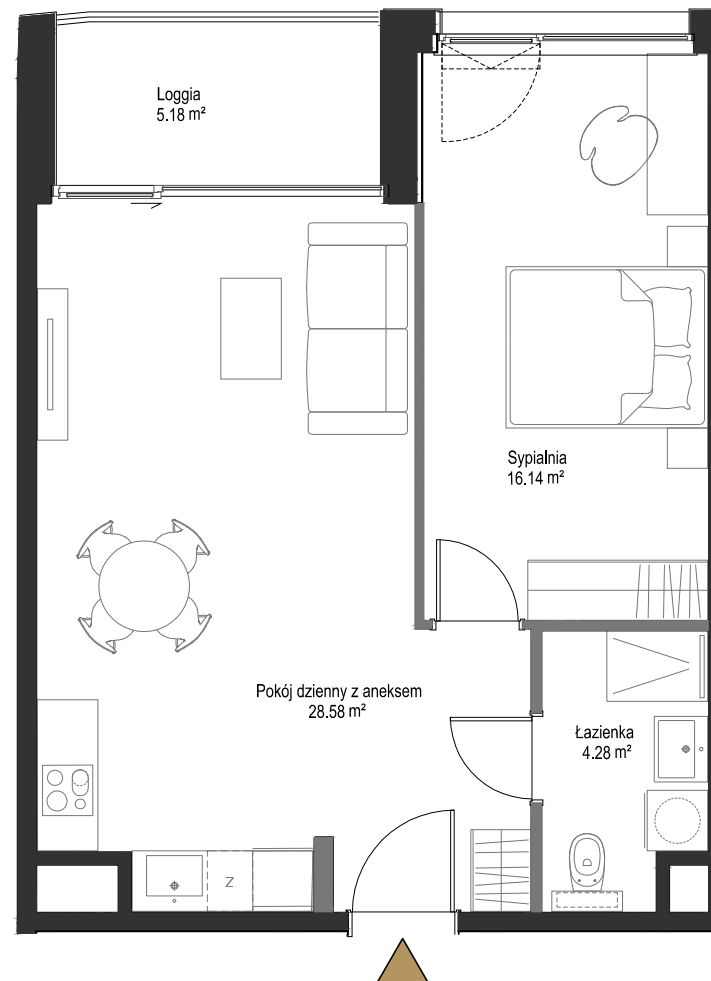 Loggia
5.18 m²
Sypialnia
16.14 m²
Pokój dzienny z aneksem
28.58 m²
Łazienka
4.28 m²
Z